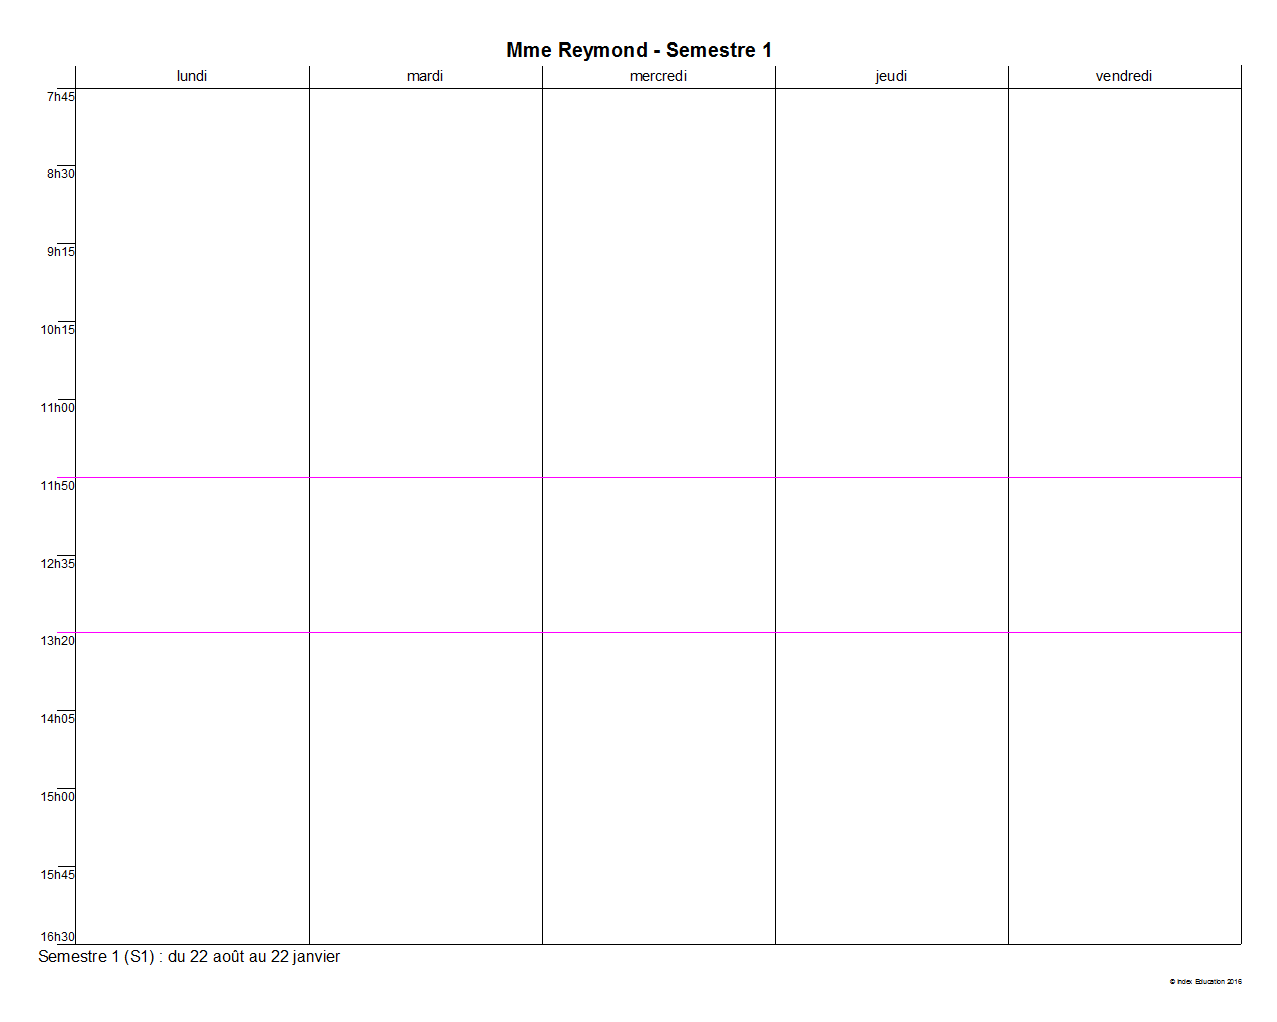 Mme Reymond - Semestre 1
lundi mardi mercredi jeudi vendredi
7h45
8h30
9h15
10h15
11h00
11h50
12h35
13h20
14h05
15h00
15h45
16h30
Semestre 1 (S1) : du 22 août au 22 janvier
© Index Education 2016